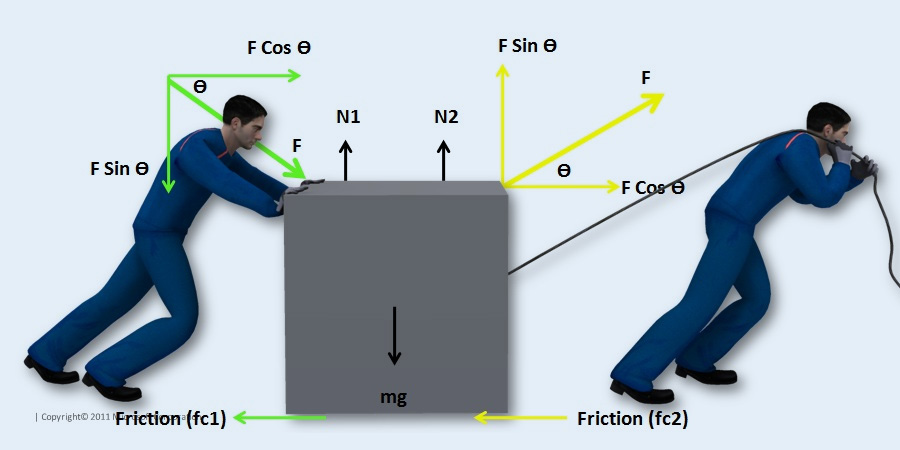 F Cos Ɵ
Ɵ
F
F Sin Ɵ
N1
N2
F Sin Ɵ
F
Ɵ
F Cos Ɵ
mg
| Copyright© 2011
Friction (fc1)
Friction (fc2)